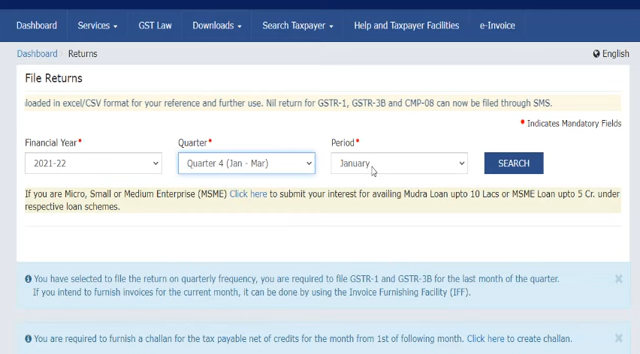 Dashboard Services GST Law Downloads Search Taxpayer Help and Taxpayer Facilities e-Invoice
Dashboard Returns English
File Returns
loaded in excel/CSV format for your reference and further use. Nil return for GSTR-1, GSTR-3B and CMP-08 can now be filed through SMS.
• Indicates Mandatory Fields
Financial Year• Quarter• Period•
2021-22 Quarter 4 (Jan - Mar) January SEARCH
If you are Micro, Small or Medium Enterprise (MSME) Click here to submit your interest for availing Mudra Loan upto 10 Lacs or MSME Loan upto 5 Cr. under
respective loan schemes.
You have selected to file the return on quarterly frequency, you are required to file GSTR-1 and GSTR-3B for the last month of the quarter.
If you intend to furnish invoices for the current month, it can be done by using the Invoice Furnishing Facility (IFF).
You are required to furnish a challan for the tax payable net of credits for the month from 1st of following month. Click here to create challan.